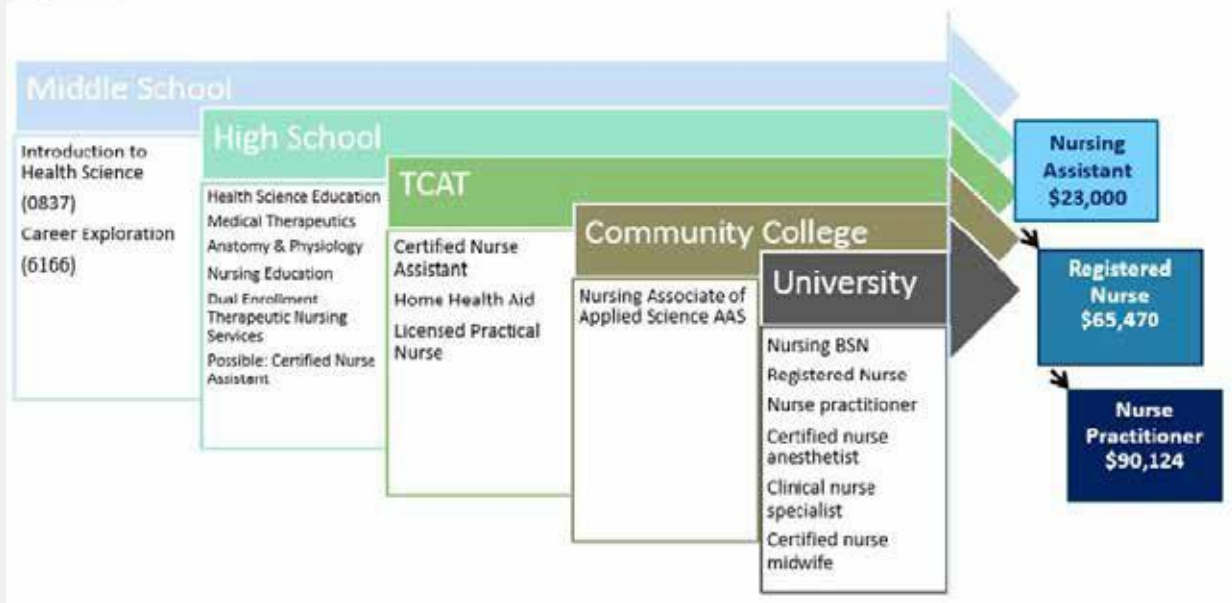 Middle School
Introduction to
Health Science
(0837)
Career Exploration
(6166)
High School
Health Science Education
Medical Therapeutics
Anatomy & Physiology
Nursing Education
Dual Enrollment
Therapeutic Nursing
Services
Possible: Certified Nurse
Assistant
TCAT
Certified Nurse
Assistant
Home Health Aid
Licensed Practical
Nurse
Community College
Nursing Associate of
Applied Science AAS
University
Nursing BSN
Registered Nurse
Nurse practitioner
Certified nurse
anesthetist
Clinical nurse
specialist
Certified nurse
midwife
Nursing
Assistant
$23,000
Registered
Nurse
$65,470
Nurse
Practitioner
$90,124